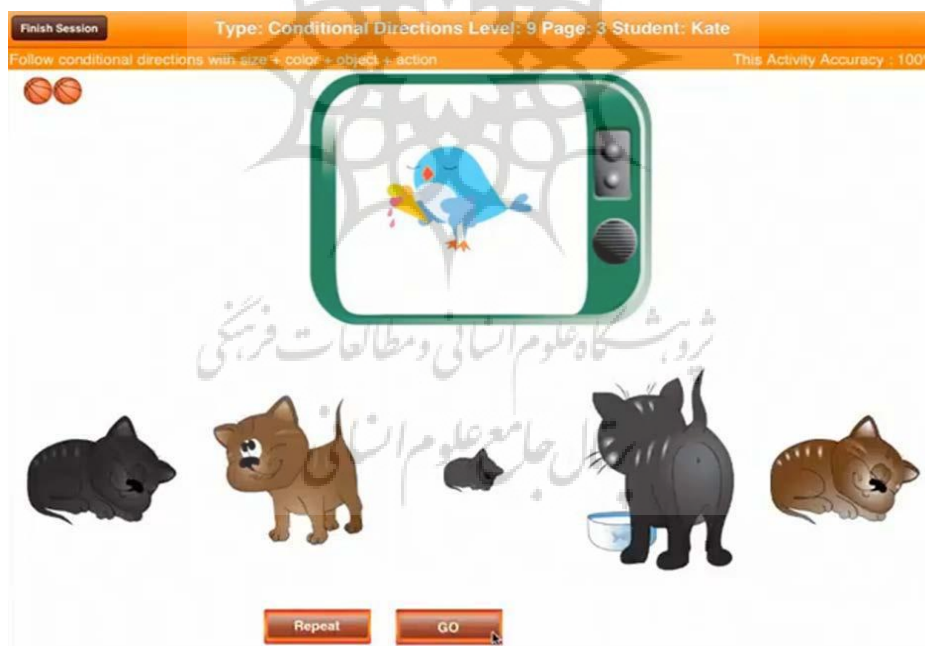 Finish Session
Type: Conditional Directions Level: 9 Page: 3 Student: Kate
Follow conditional directions with size + color + object + action
This Activity Accuracy : 100%
پژوهشگاه علوم انسانی و مطالعات فرهنگی
پرتال جامع علوم انسانی
Repeat
GO